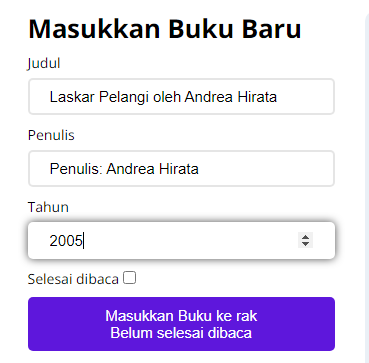 Masukkan Buku Baru
Judul
Laskar Pelangi oleh Andrea Hirata
Penulis
Penulis: Andrea Hirata
Tahun
2005
Selesai dibaca
Masukkan Buku ke rak
Belum selesai dibaca